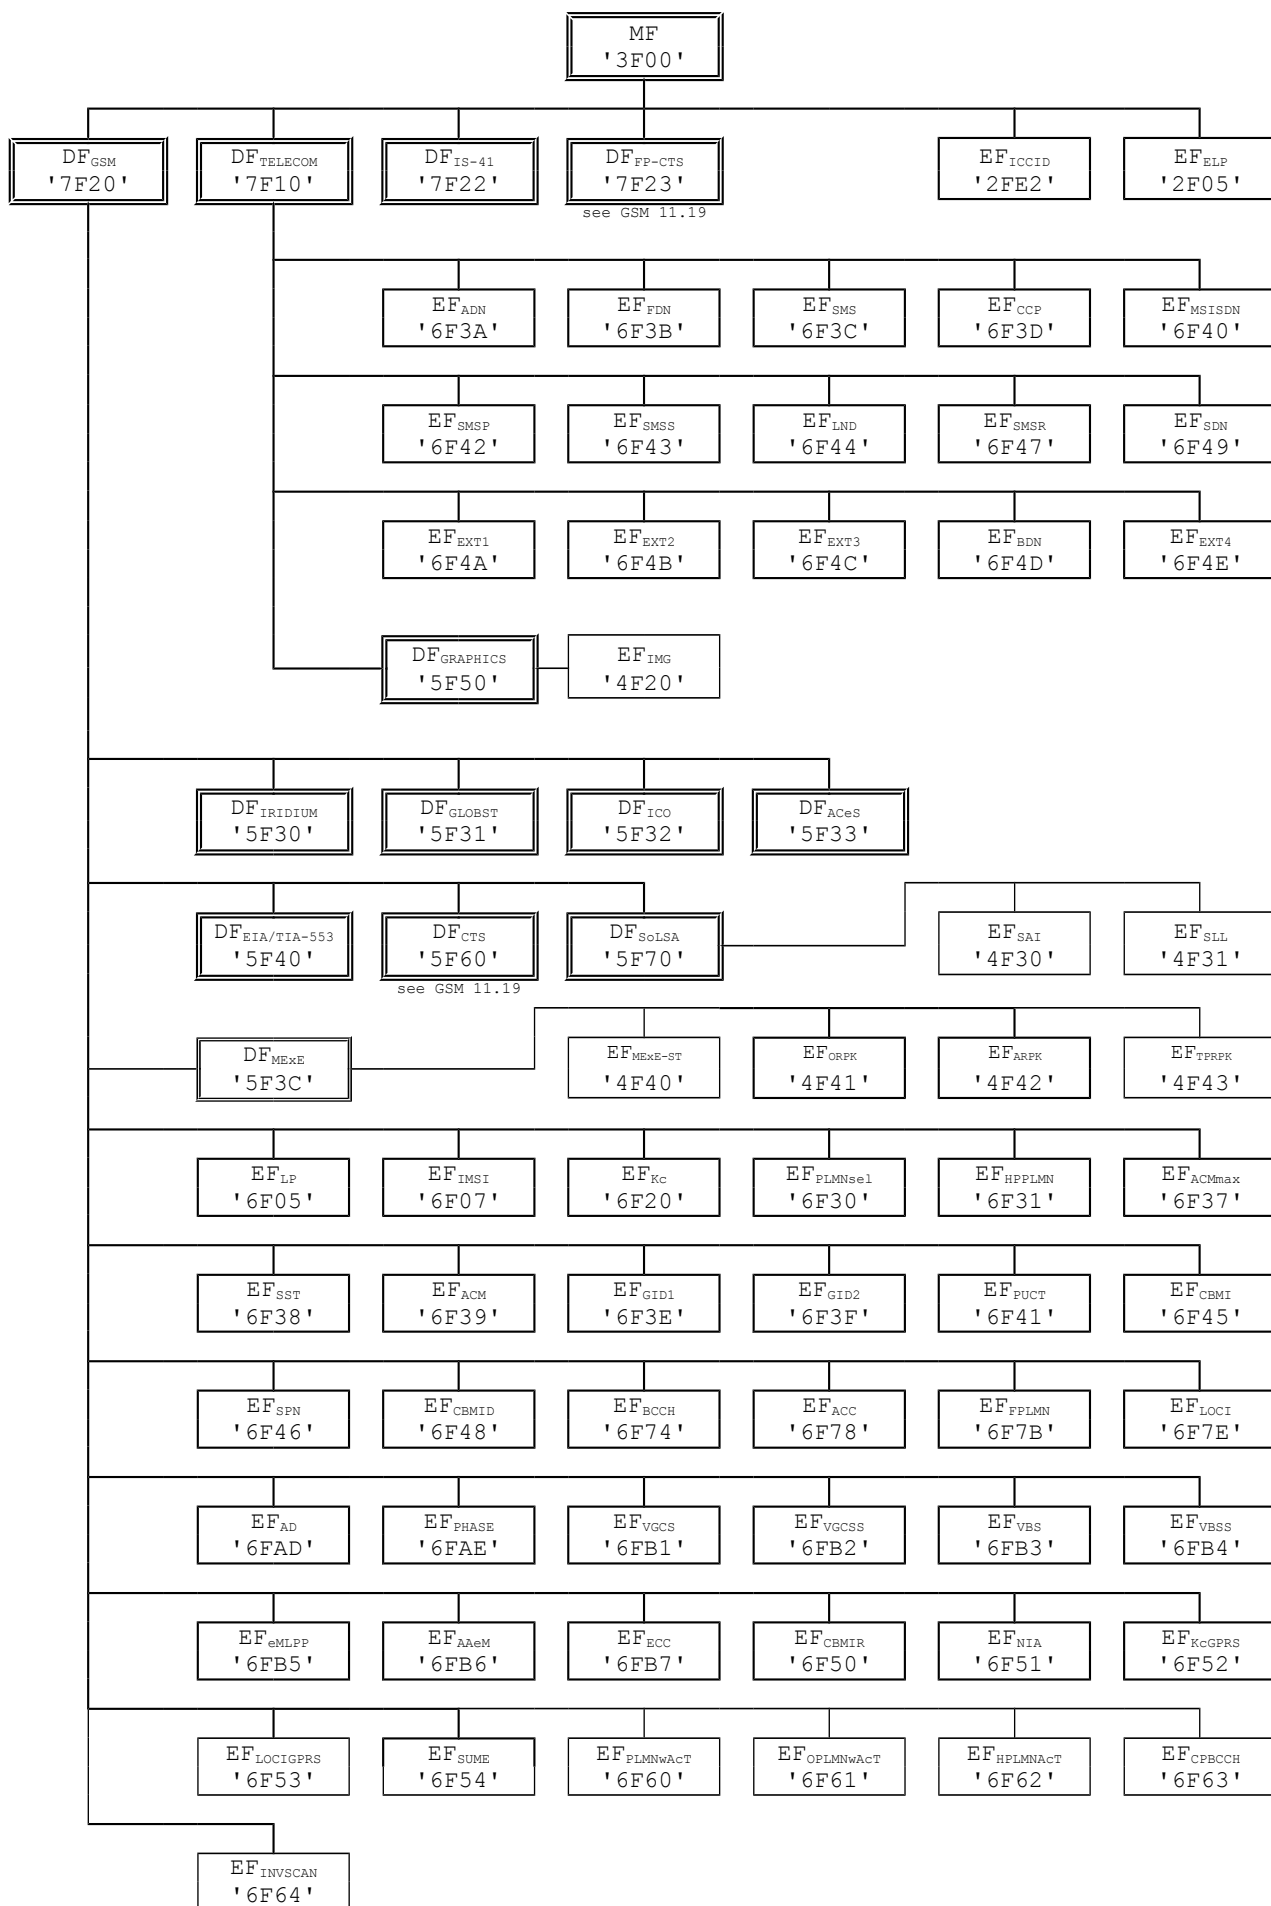 MF
'3F00'
DFGSM DFTELECOM DFIS-41 DFFP-CTS EFICCID EFELP
'7F20' '7F10' '7F22' '7F23' '2FE2' '2F05'
see GSM 11.19
EFADN EFFDN EFSMS EFCCP EFMSISDN
'6F3A' '6F3B' '6F3C' '6F3D' '6F40'
EFSMSP EFSMSS EFLND EFSMSR EFSDN
'6F42' '6F43' '6F44' '6F47' '6F49'
EFEXT1 EFEXT2 EFEXT3 EFBDN EFEXT4
'6F4A' '6F4B' '6F4C' '6F4D' '6F4E'
DFGRAPHICS EFIMG
'5F50' '4F20'
DFIRIDIUM DFGLOBST DFICO DFACeS
'5F30' '5F31' '5F32' '5F33'
DFEIA/TIA-553 DFCTS DFSoLSA EFSAI EFSLL
'5F40' '5F60' '5F70' '4F30' '4F31'
see GSM 11.19
DFMExE EFMExE-ST EFORPK EFARPK EFTPRPK
'5F3C' '4F40' '4F41' '4F42' '4F43'
EFLP EFIMSI EFKc EFPLMNsel EFHPPLMN EFACMmax
'6F05' '6F07' '6F20' '6F30' '6F31' '6F37'
EFSST EFACM EFGID1 EFGID2 EFPUCT EFCBMI
'6F38' '6F39' '6F3E' '6F3F' '6F41' '6F45'
EFSPN EFCBMID EFBCCH EFACC EFFPLMN EFLOCI
'6F46' '6F48' '6F74' '6F78' '6F7B' '6F7E'
EFAD EFPHASE EFVGCS EFVGCSS EFVBS EFVBSS
'6FAD' '6FAE' '6FB1' '6FB2' '6FB3' '6FB4'
EFeMLPP EFAAeM EFECC EFCBMIR EFNIA EFKcGPRS
'6FB5' '6FB6' '6FB7' '6F50' '6F51' '6F52'
EFLOCIGPRS EFSUME EFPLMNwAcT EFOPLMNwAcT EFHPLMNAcT EFCPBCCH
'6F53' '6F54' '6F60' '6F61' '6F62' '6F63'
EFINVSCAN
'6F64'